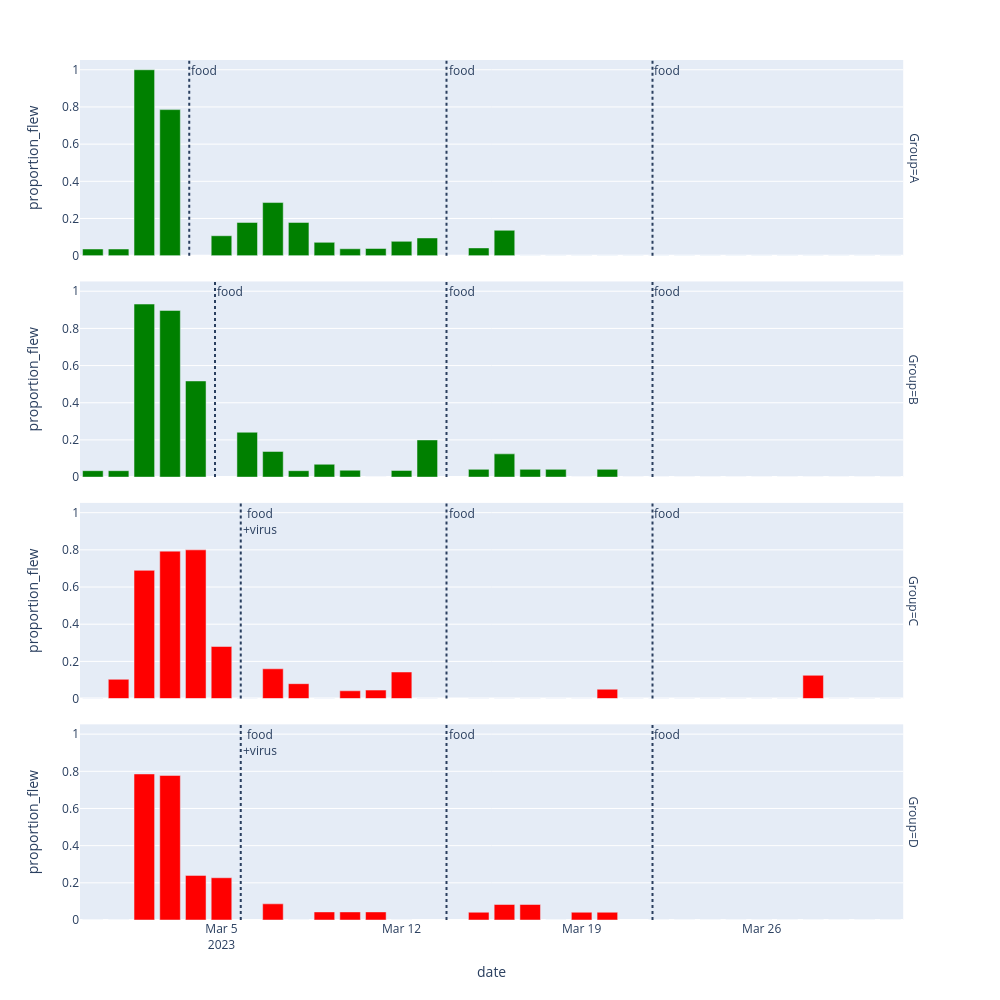 proportion_flew
1
0.8
0.6
0.4
0.2
0
food
food
food
Group=A
proportion_flew
1
0.8
0.6
0.4
0.2
0
food
food
food
Group=B
proportion_flew
1
0.8
0.6
0.4
0.2
0
food
+virus
food
food
Group=C
proportion_flew
1
0.8
0.6
0.4
0.2
0
food
+virus
food
food
Group=D
Mar 5
2023
Mar 12
Mar 19
Mar 26
date